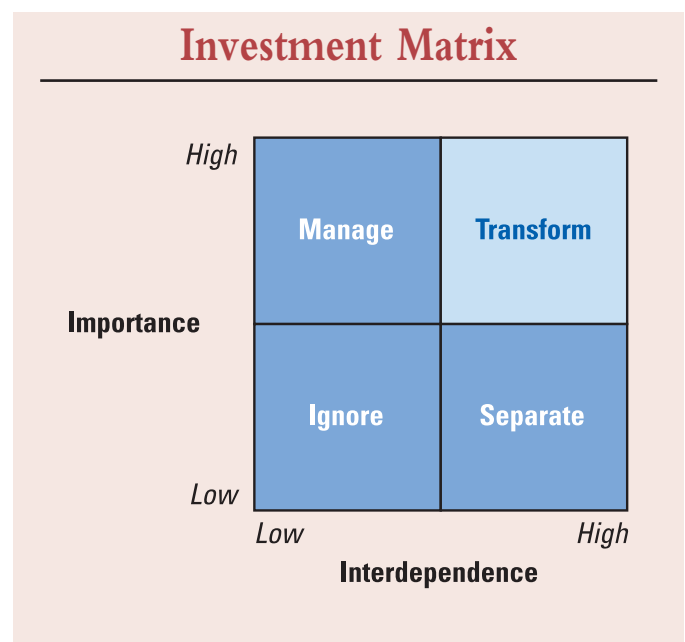 Investment Matrix
High
Manage
Transform
Importance
Ignore
Separate
Low
Low
High
Interdependence